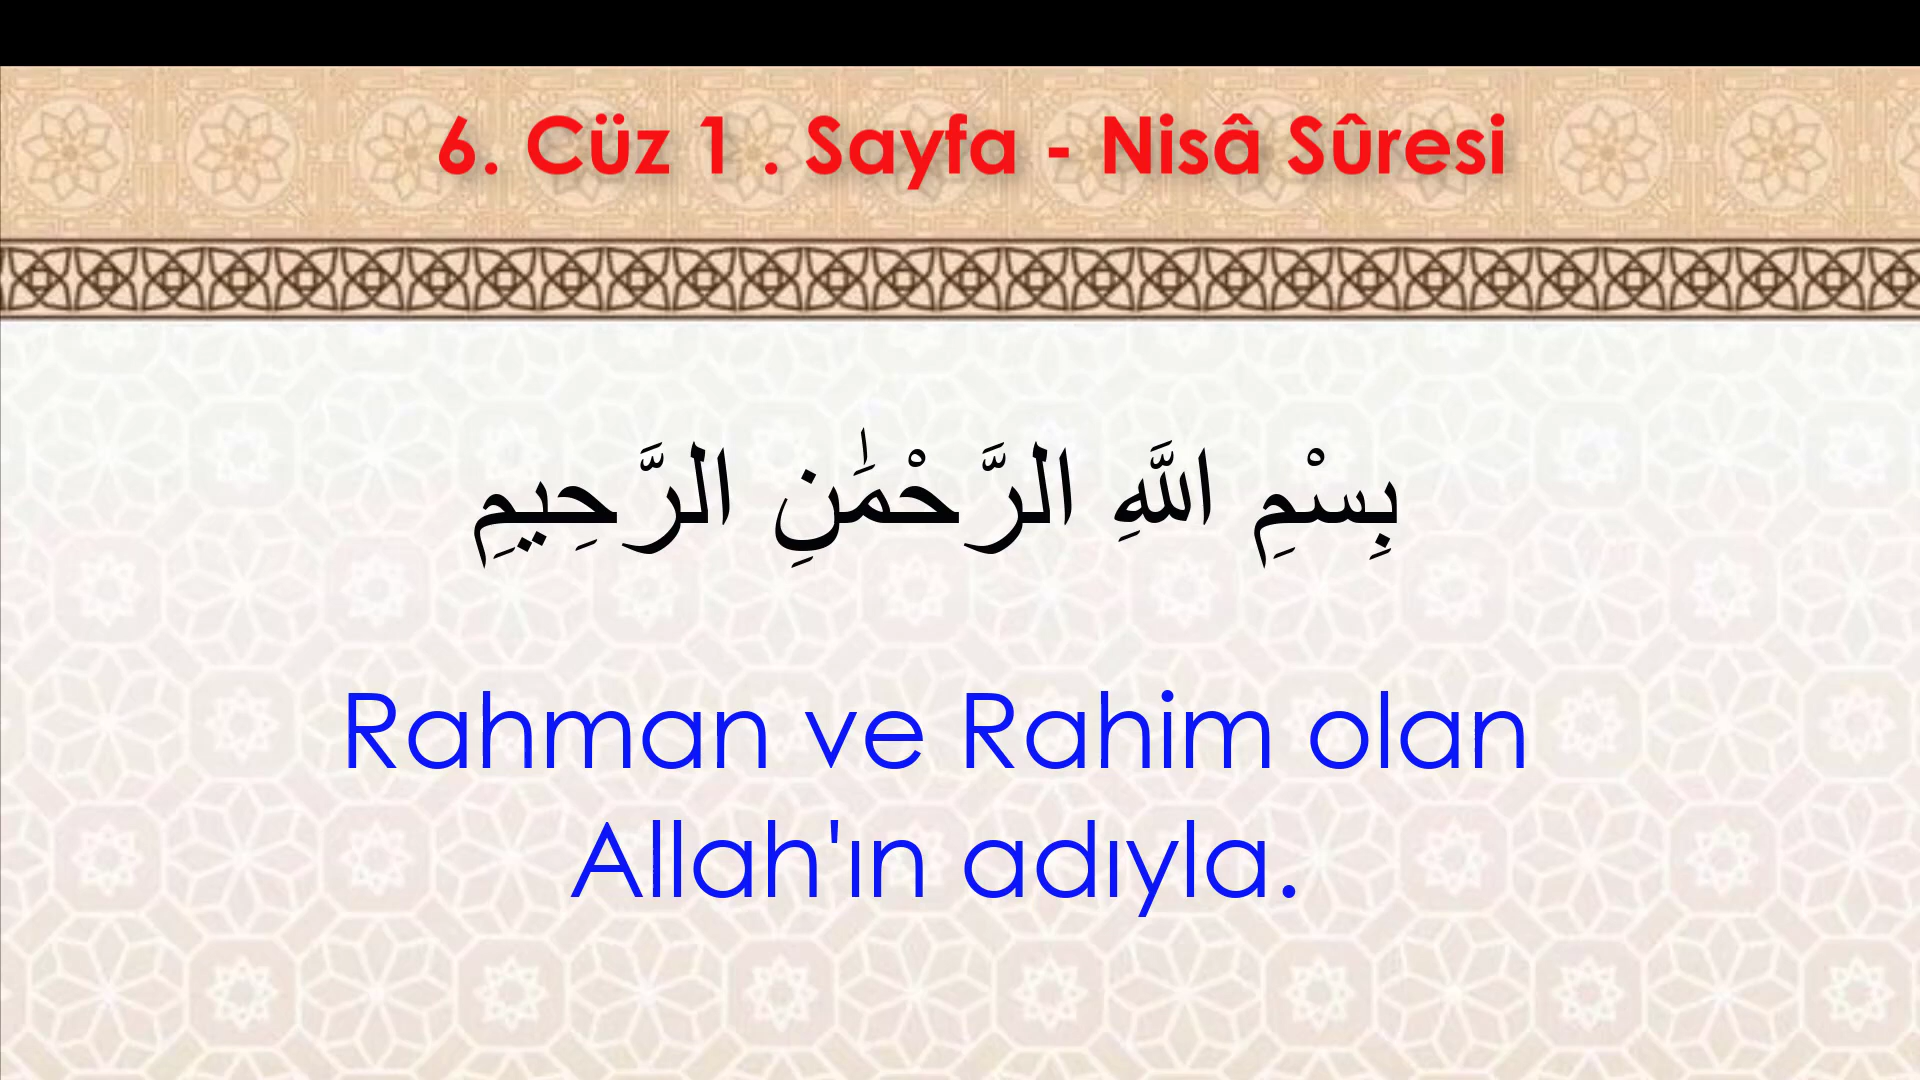 6. Cüz 1 . Sayfa - Nisâ Sûresi
بِسْمِ اللَّهِ الرَّحْمَٰنِ الرَّحِيمِ
Rahman ve Rahim olan
Allah'ın adıyla.